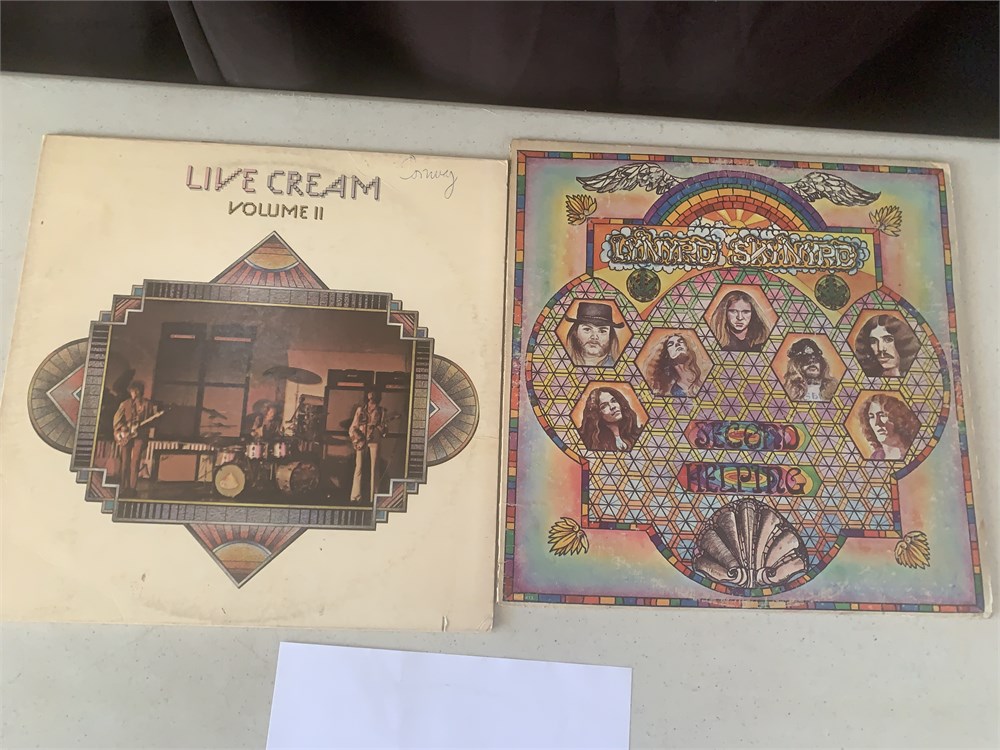 LIVE CREAM
VOLUME II
LYNYRD SKYNYRD
SECOND
HELPING